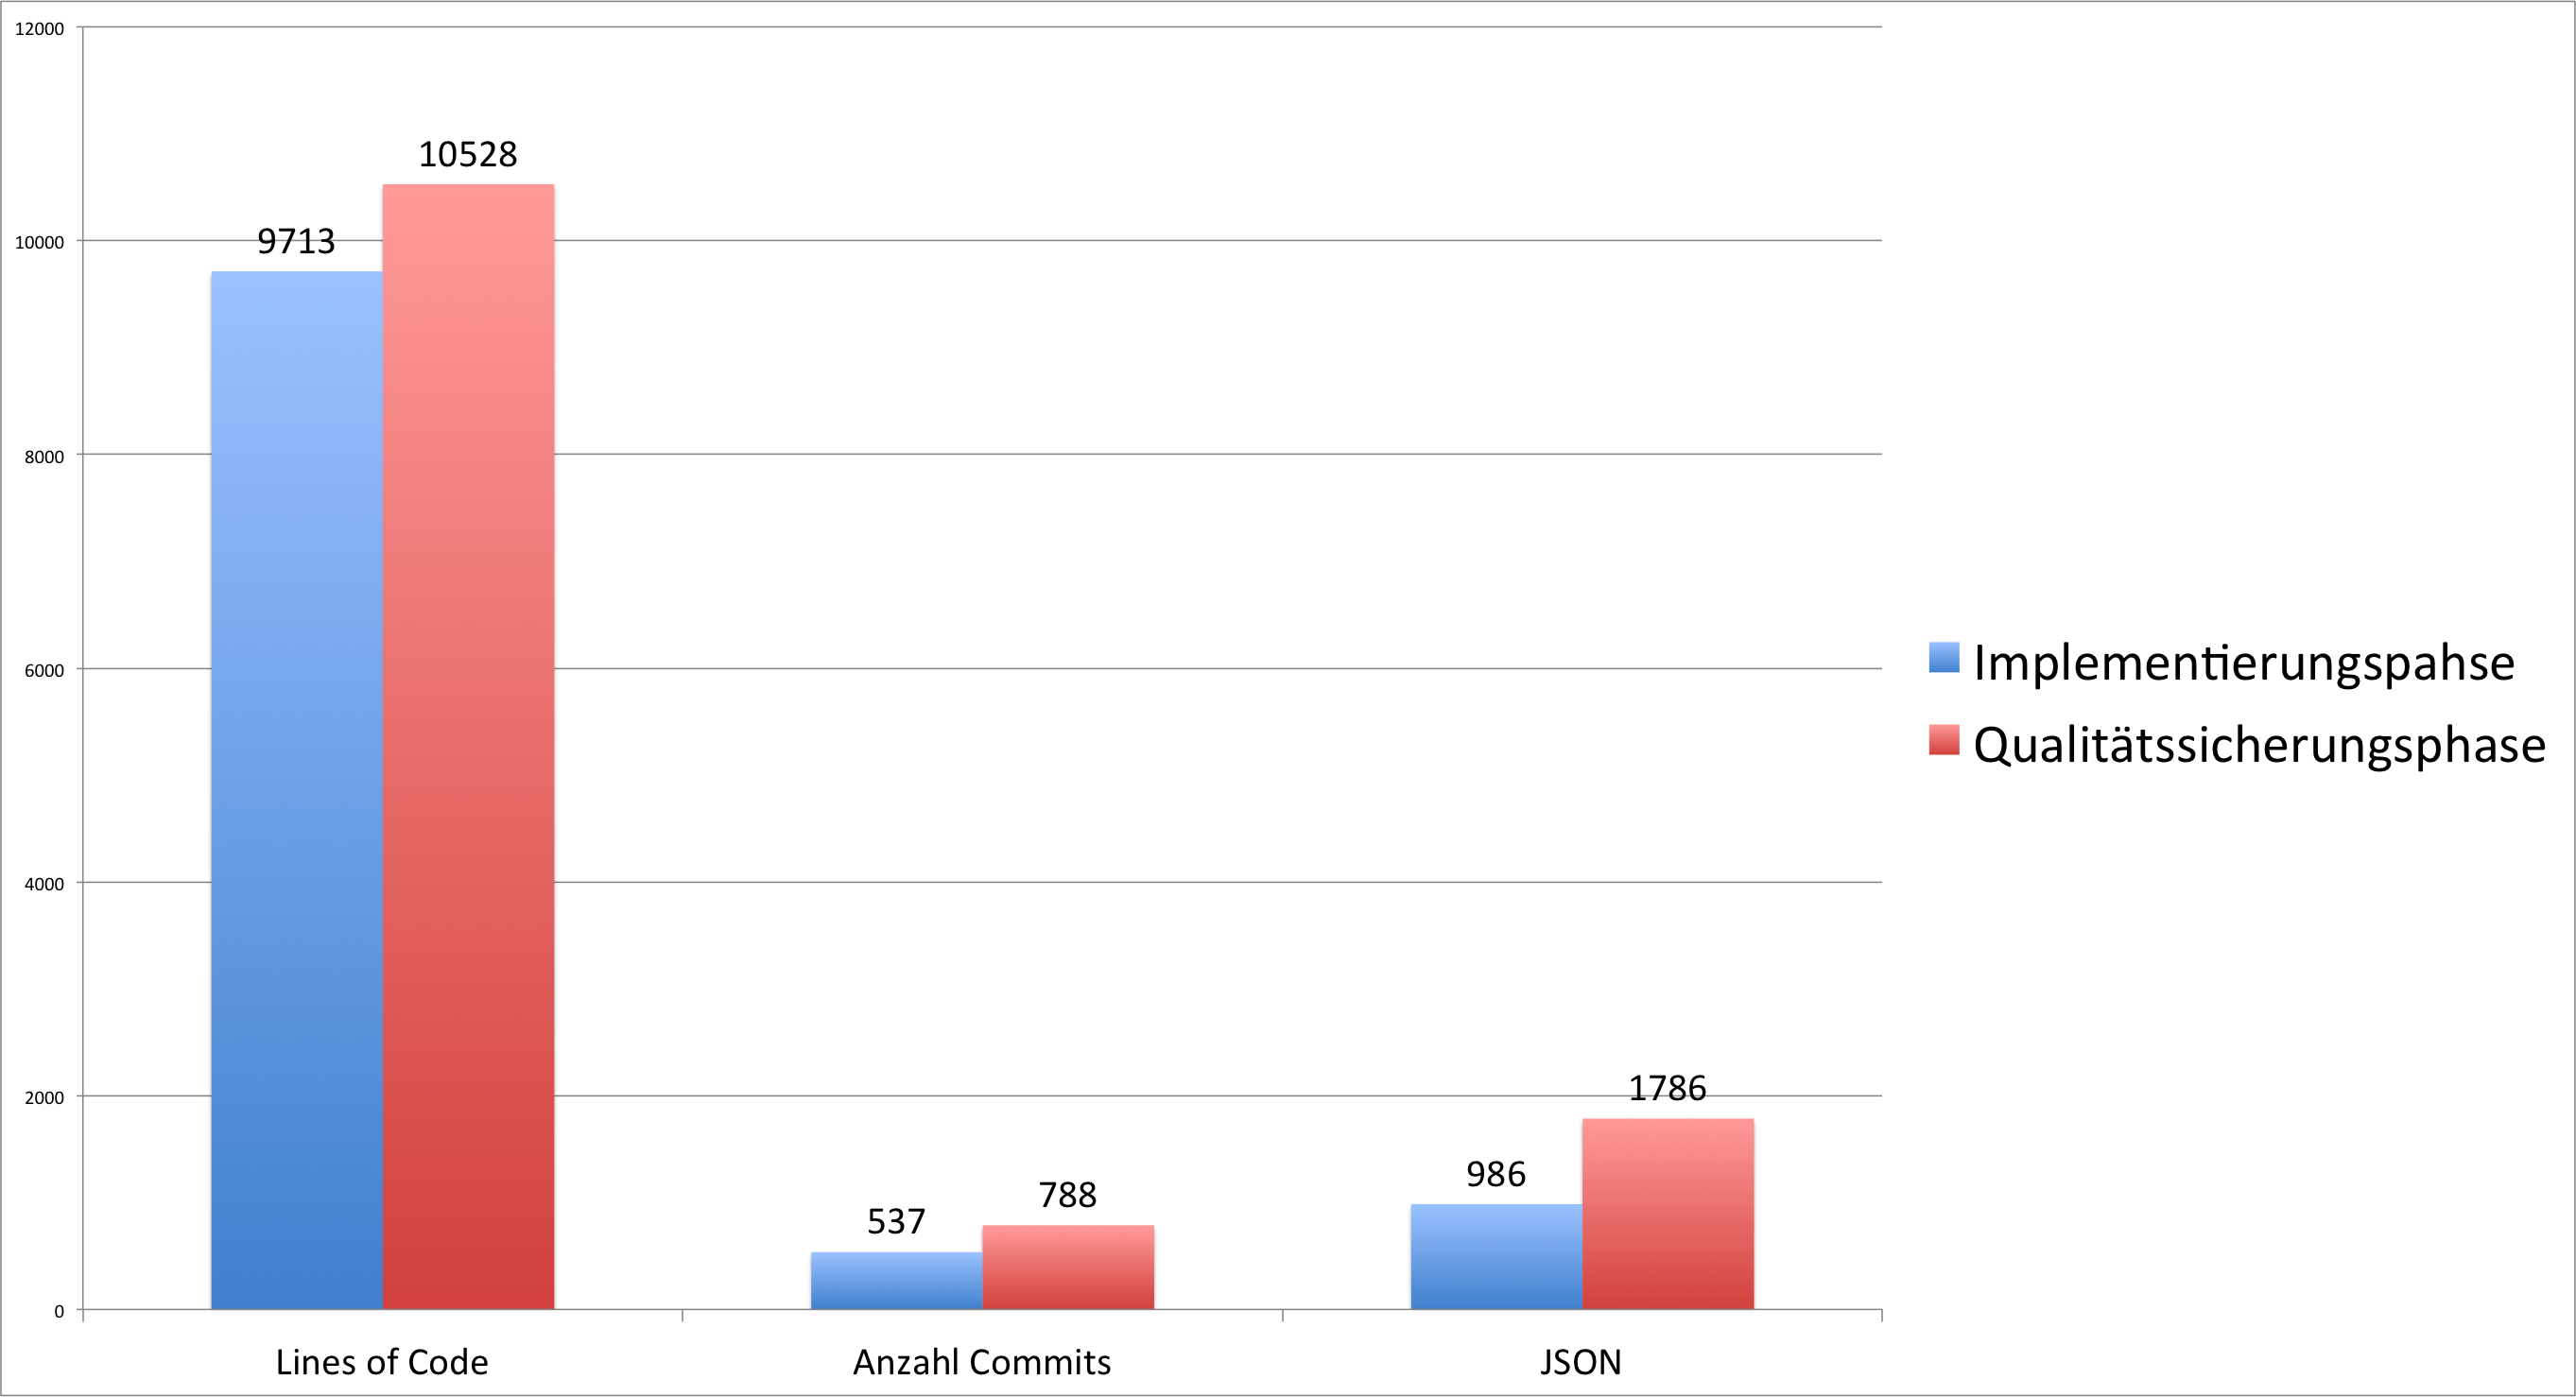 12000
10000
8000
6000
4000
2000
0
9713
10528
537
788
986
1786
Lines of Code
Anzahl Commits
JSON
Implementierungspahse
Qualitätssicherungsphase